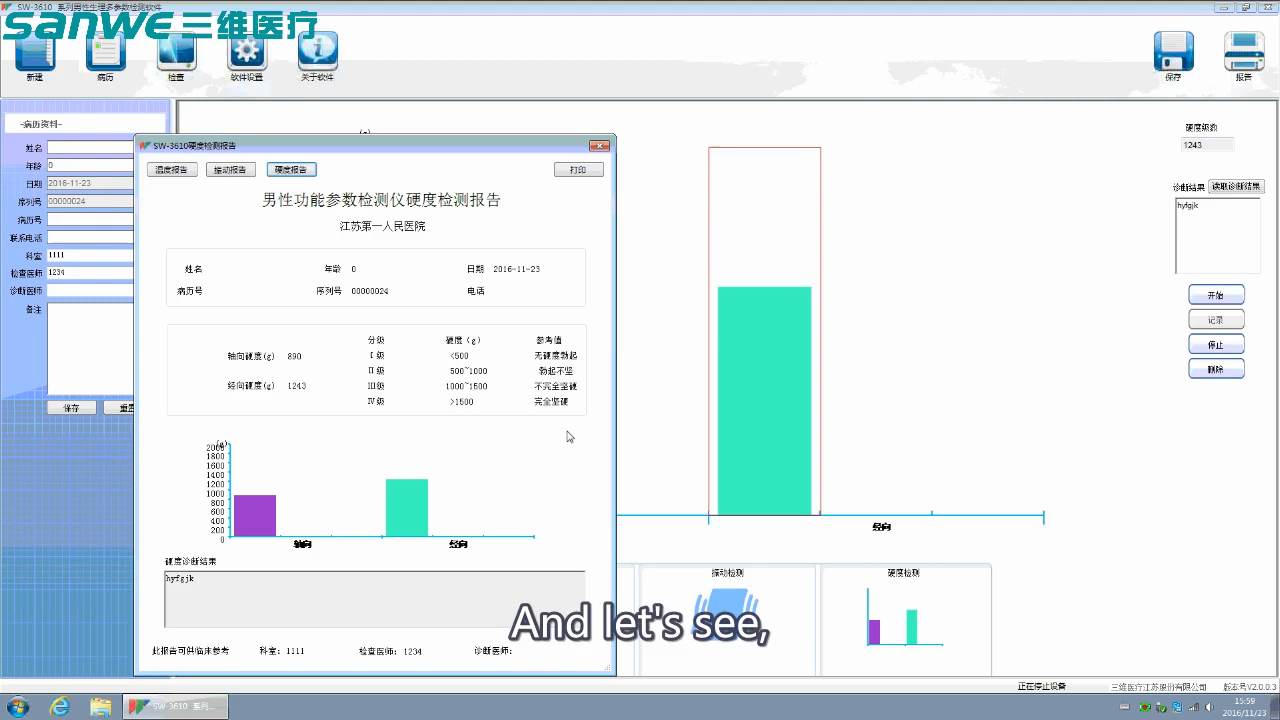 SW-3610 系列男性生理多参数检测软件
SANWE三维医疗
新建
病历
检查
软件设置
关于软件
保存
报告
-病历资料-
姓名
年龄 0
日期 2016-11-23
序列号 00000024
病历号
联系电话
科室 1111
检查医师 1234
诊断医师
备注
保存
重置
SW-3610硬度检测报告
温度报告
振动报告
硬度报告
打印
男性功能参数检测仪硬度检测报告
江苏第一人民医院
姓名 年龄 0 日期 2016-11-23
病历号 序列号 00000024 电话
分级 硬度（g） 参考值
轴向硬度(g) 890
I 级 <500 无硬度勃起
II 级 500~1000 勃起不坚
经向硬度(g) 1243
III级 1000~1500 不完全坚硬
IV 级 >1500 完全坚硬
(g)
2000
1800
1600
1400
1200
1000
800
600
400
200
0
轴向
经向
硬度诊断结果
hyfgjk
此报告可供临床参考 科室: 1111 检查医师: 1234 诊断医师:
(g)
经向
硬度级数
1243
诊断结果
读取诊断结果
hyfgjk
开始
记录
停止
删除
振动检测
硬度检测
And let's see,
正在停止设备
三维医疗江苏股份有限公司
版本号V2.0.0.3
SW-3610 系列...
15:59
2016/11/23